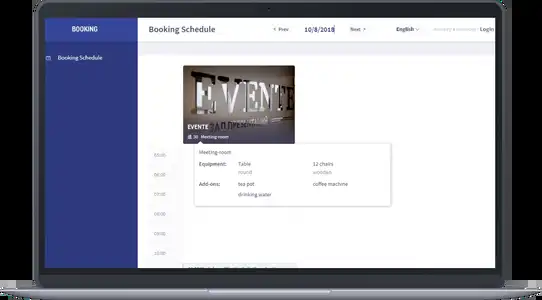 BOOKING
Booking Schedule
Prev
10/8/2018
Next
English
Login
Booking Schedule
EVENTE
EVENTE
30 Meeting-room
Meeting-room
Equipment: Table 12 chairs
round wooden
Add-ons: tea pot coffee machine
drinking water
05:00
06:00
07:00
08:00
09:00
10:00